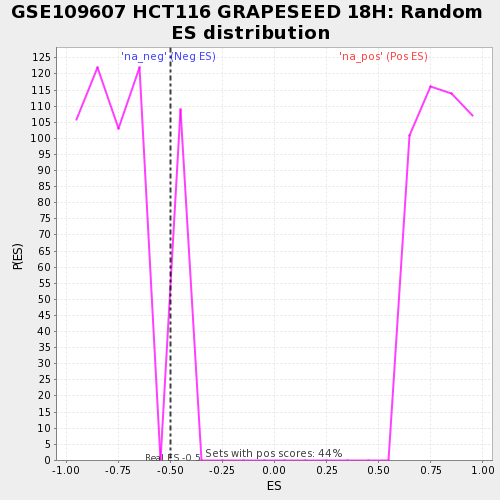 GSE109607 HCT116 GRAPESEED 18H: Random
ES distribution
'na_neg' (Neg ES)
'na_pos' (Pos ES)
125
120
115
110
105
100
95
90
85
80
75
70
65
60
55
50
45
40
35
30
25
20
15
10
5
0
P(ES)
Real ES -0.5
Sets with pos scores: 44%
-1.00 -0.75 -0.50 -0.25 0.00 0.25 0.50 0.75 1.00
ES